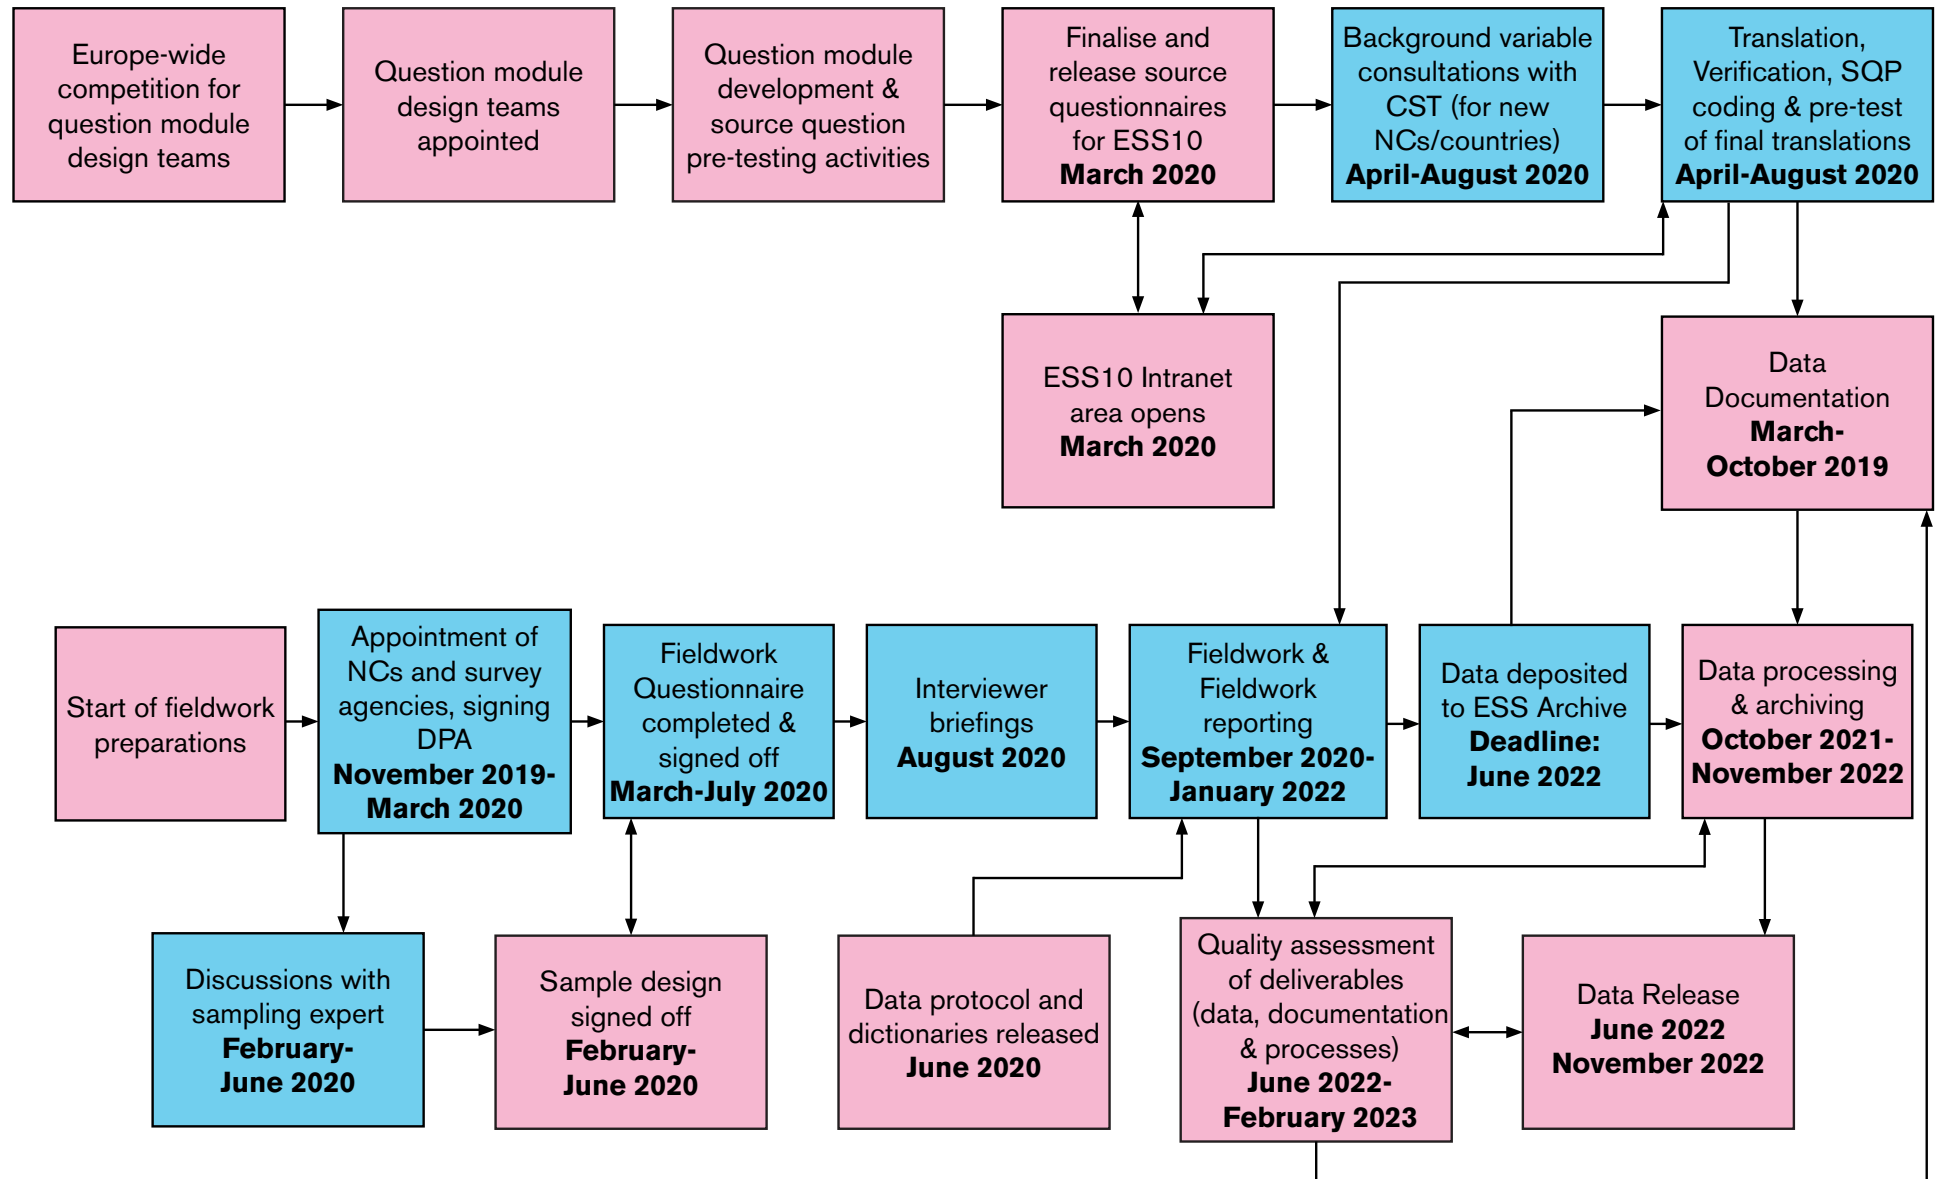 Europe-wide
competition for
question module
design teams
Question module
design teams
appointed
Question module
development &
source question
pre-testing activities
Finalise and
release source
questionnaires
for ESS10
March 2020
Background variable
consultations with
CST (for new
NCs/countries)
April-August 2020
Translation,
Verification, SQP
coding & pre-test
of final translations
April-August 2020
ESS10 Intranet
area opens
March 2020
Data
Documentation
March-
October 2019
Start of fieldwork
preparations
Appointment of
NCs and survey
agencies, signing
DPA
November 2019-
March 2020
Fieldwork
Questionnaire
completed &
signed off
March-July 2020
Interviewer
briefings
August 2020
Fieldwork &
Fieldwork
reporting
September 2020-
January 2022
Data deposited
to ESS Archive
Deadline:
June 2022
Data processing
& archiving
October 2021-
November 2022
Discussions with
sampling expert
February-
June 2020
Sample design
signed off
February-
June 2020
Data protocol and
dictionaries released
June 2020
Quality assessment
of deliverables
(data, documentation
& processes)
June 2022-
February 2023
Data Release
June 2022
November 2022